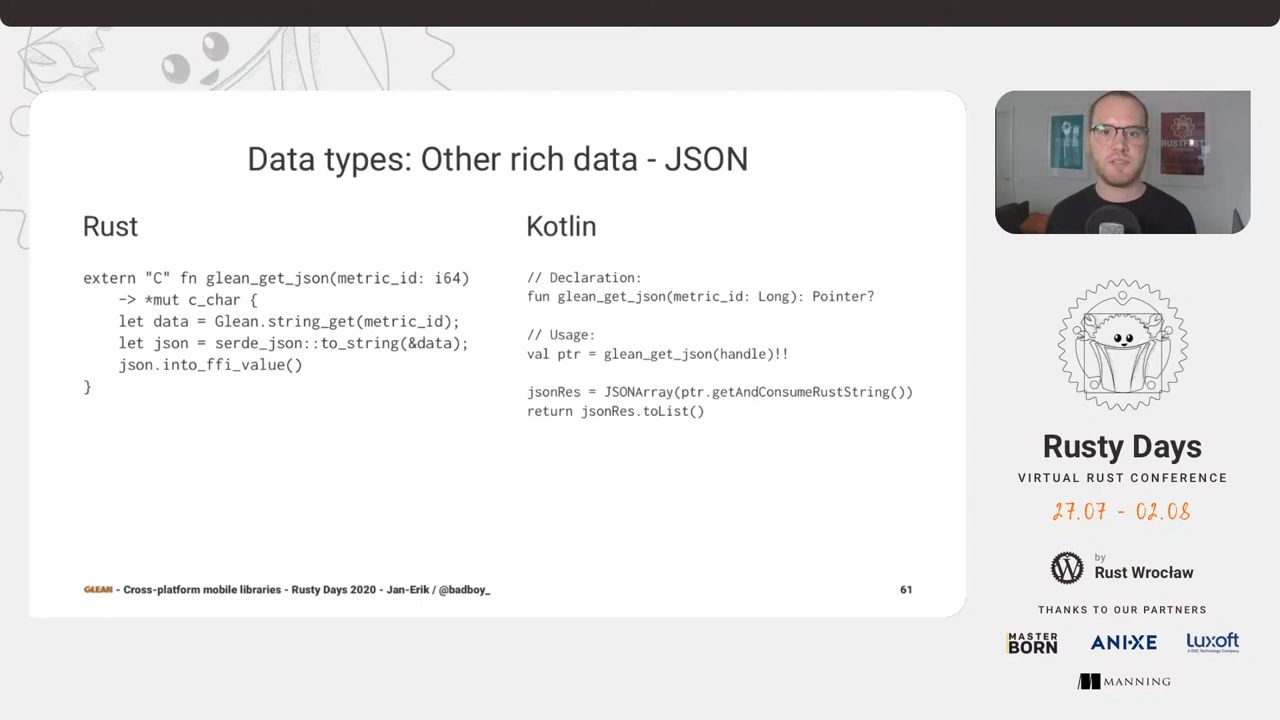 Data types: Other rich data - JSON
Rust
extern "C" fn glean_get_json(metric_id: i64)
-> *mut c_char {
let data = Glean.string_get(metric_id);
let json = serde_json::to_string(&data);
json.into_ffi_value()
}
Kotlin
// Declaration:
fun glean_get_json(metric_id: Long): Pointer?
// Usage:
val ptr = glean_get_json(handle)!!
jsonRes = JSONArray(ptr.getAndConsumeRustString())
return jsonRes.toList()
GLEAN - Cross-platform mobile libraries - Rusty Days 2020 - Jan-Erik / @badboy_
61
RUSTFEST
Rusty Days
VIRTUAL RUST CONFERENCE
27.07 - 02.08
by
Rust Wrocław
THANKS TO OUR PARTNERS
MASTER
BORN
ANIXE
Luxoft
A DXC Technology Company
MANNING